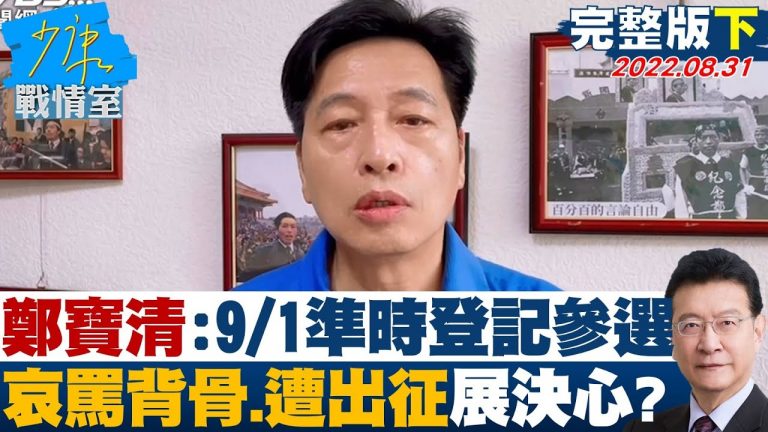 少康
戰情室
完整版下
2022.08.31
百分百的言論自由
鄭寶清:9/1準時登記參選
哀罵背骨.遭出征展決心?